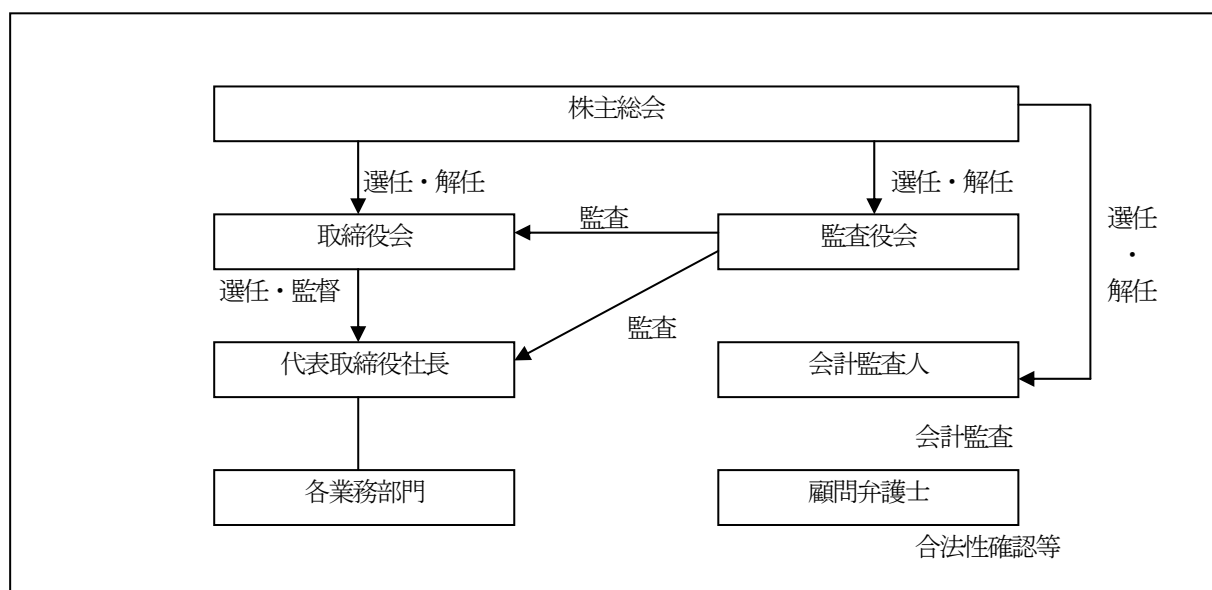 株主総会
選任・解任
選任・解任
選任
・
解任
監査
取締役会
監査役会
選任・監督
監査
代表取締役社長
会計監査人
会計監査
各業務部門
顧問弁護士
合法性確認等